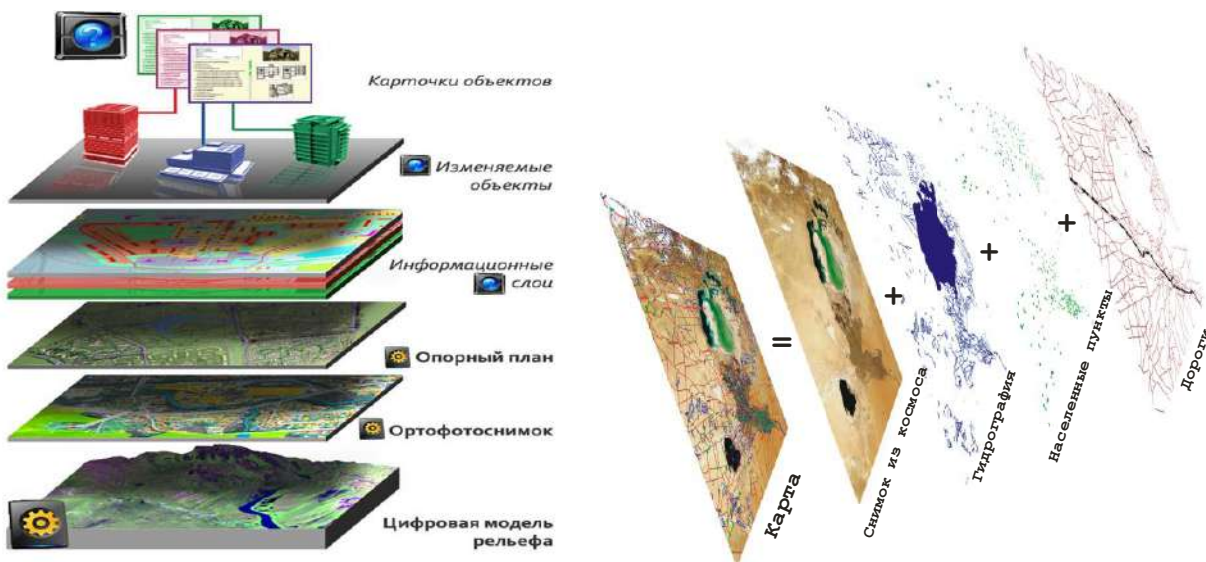 Карточки объектов
Изменяемые
объекты
Информационные
слои
Опорный план
Ортофотоснимок
Цифровая модель
рельефа
=
+
+
+
Карта
Снимок из космоса
Гидрография
Населенные пункты
Дороги